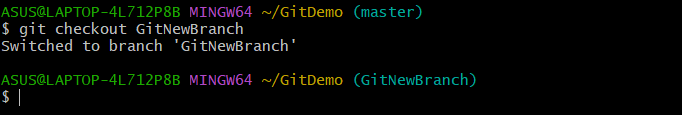 ASUS@LAPTOP-4L712P8B MINGW64 ~/GitDemo (master)
$ git checkout GitNewBranch
Switched to branch 'GitNewBranch'
ASUS@LAPTOP-4L712P8B MINGW64 ~/GitDemo (GitNewBranch)
$